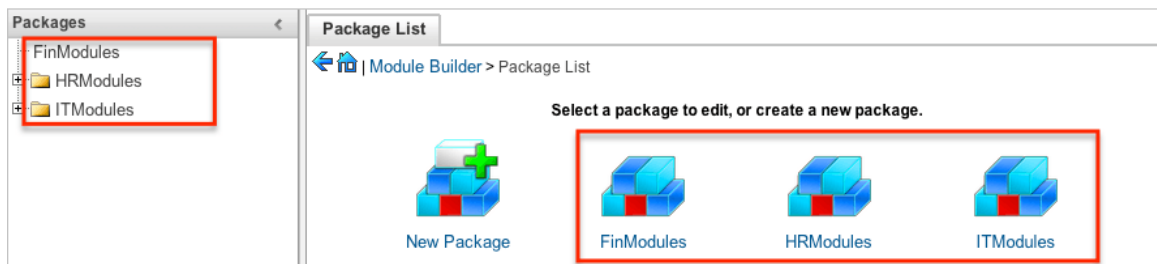 Packages
FinModules
HRModules
ITModules
Package List
| Module Builder > Package List
Select a package to edit, or create a new package.
New Package
FinModules
HRModules
ITModules